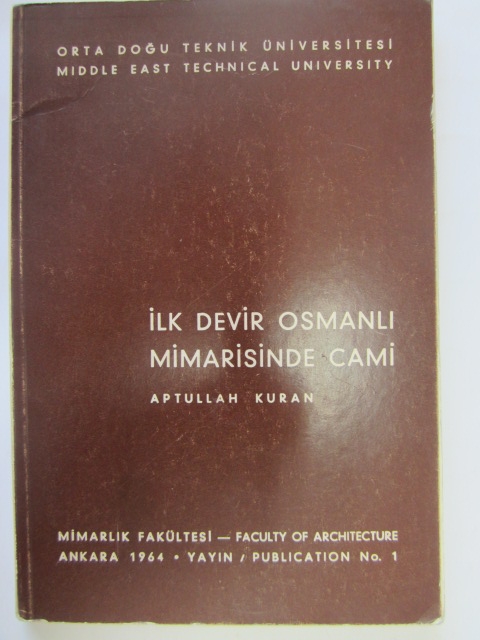 ORTA DOĞU TEKNİK ÜNİVERSİTESİ
MIDDLE EAST TECHNICAL UNIVERSITY
İLK DEVİR OSMANLI
MİMARİSİNDE CAMİ
APTULLAH KURAN
MİMARLIK FAKÜLTESİ — FACULTY OF ARCHITECTURE
ANKARA 1964 • YAYIN / PUBLICATION No. 1